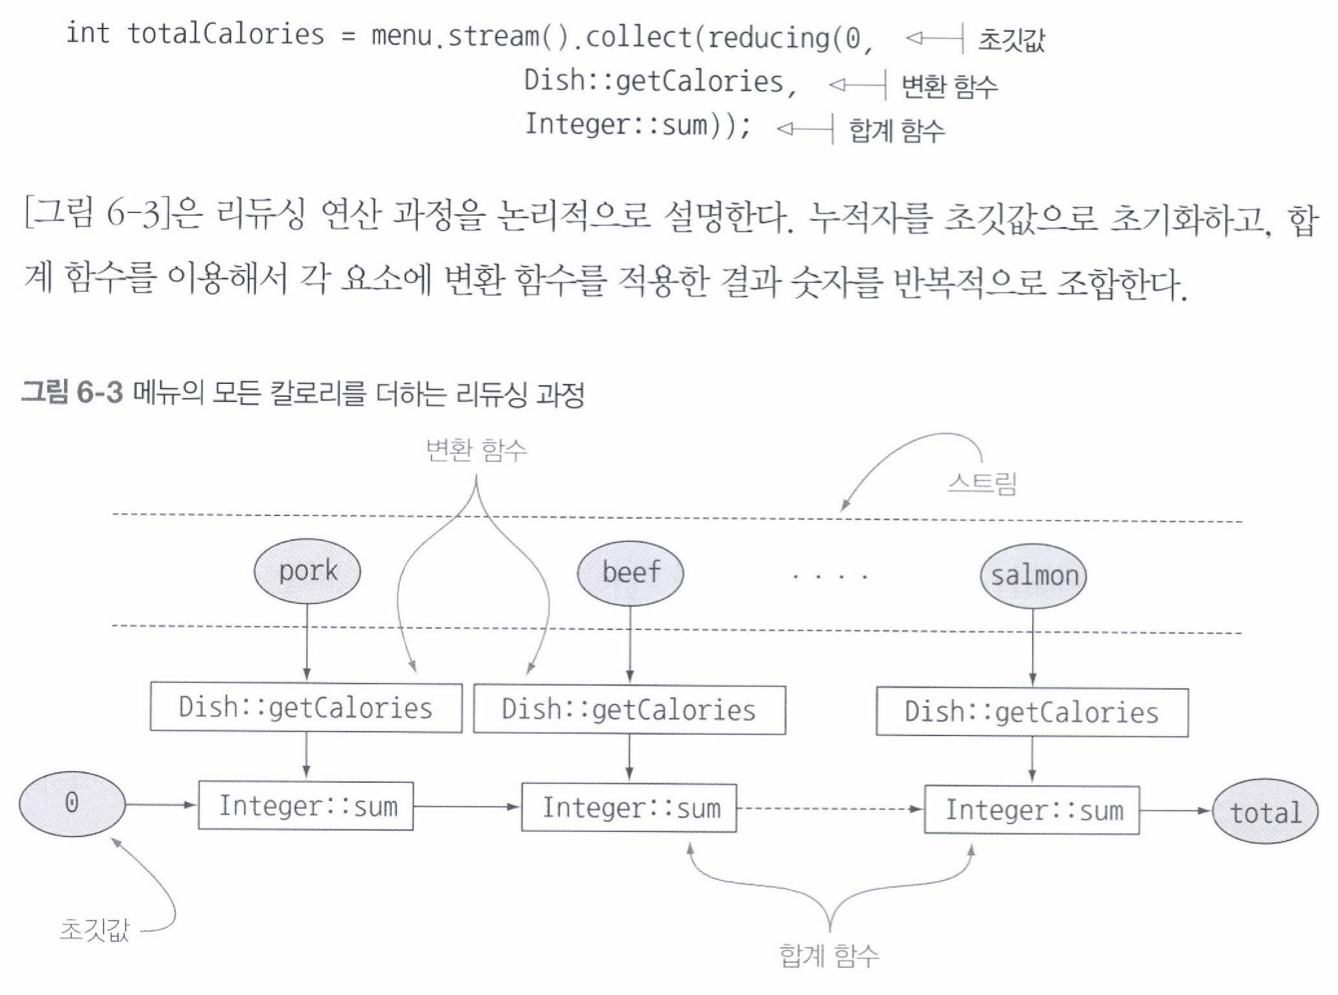 int totalCalories = menu.stream().collect(reducing(0, 초깃값
Dish::getCalories, 변환 함수
Integer::sum)); 합계 함수
[그림 6-3]은 리듀싱 연산 과정을 논리적으로 설명한다. 누적자를 초깃값으로 초기화하고, 합
계 함수를 이용해서 각 요소에 변환 함수를 적용한 결과 숫자를 반복적으로 조합한다.
그림 6-3 메뉴의 모든 칼로리를 더하는 리듀싱 과정
변환 함수
스트림
pork beef . . . . salmon
Dish::getCalories Dish::getCalories Dish::getCalories
0 Integer::sum Integer::sum Integer::sum total
초깃값
합계 함수